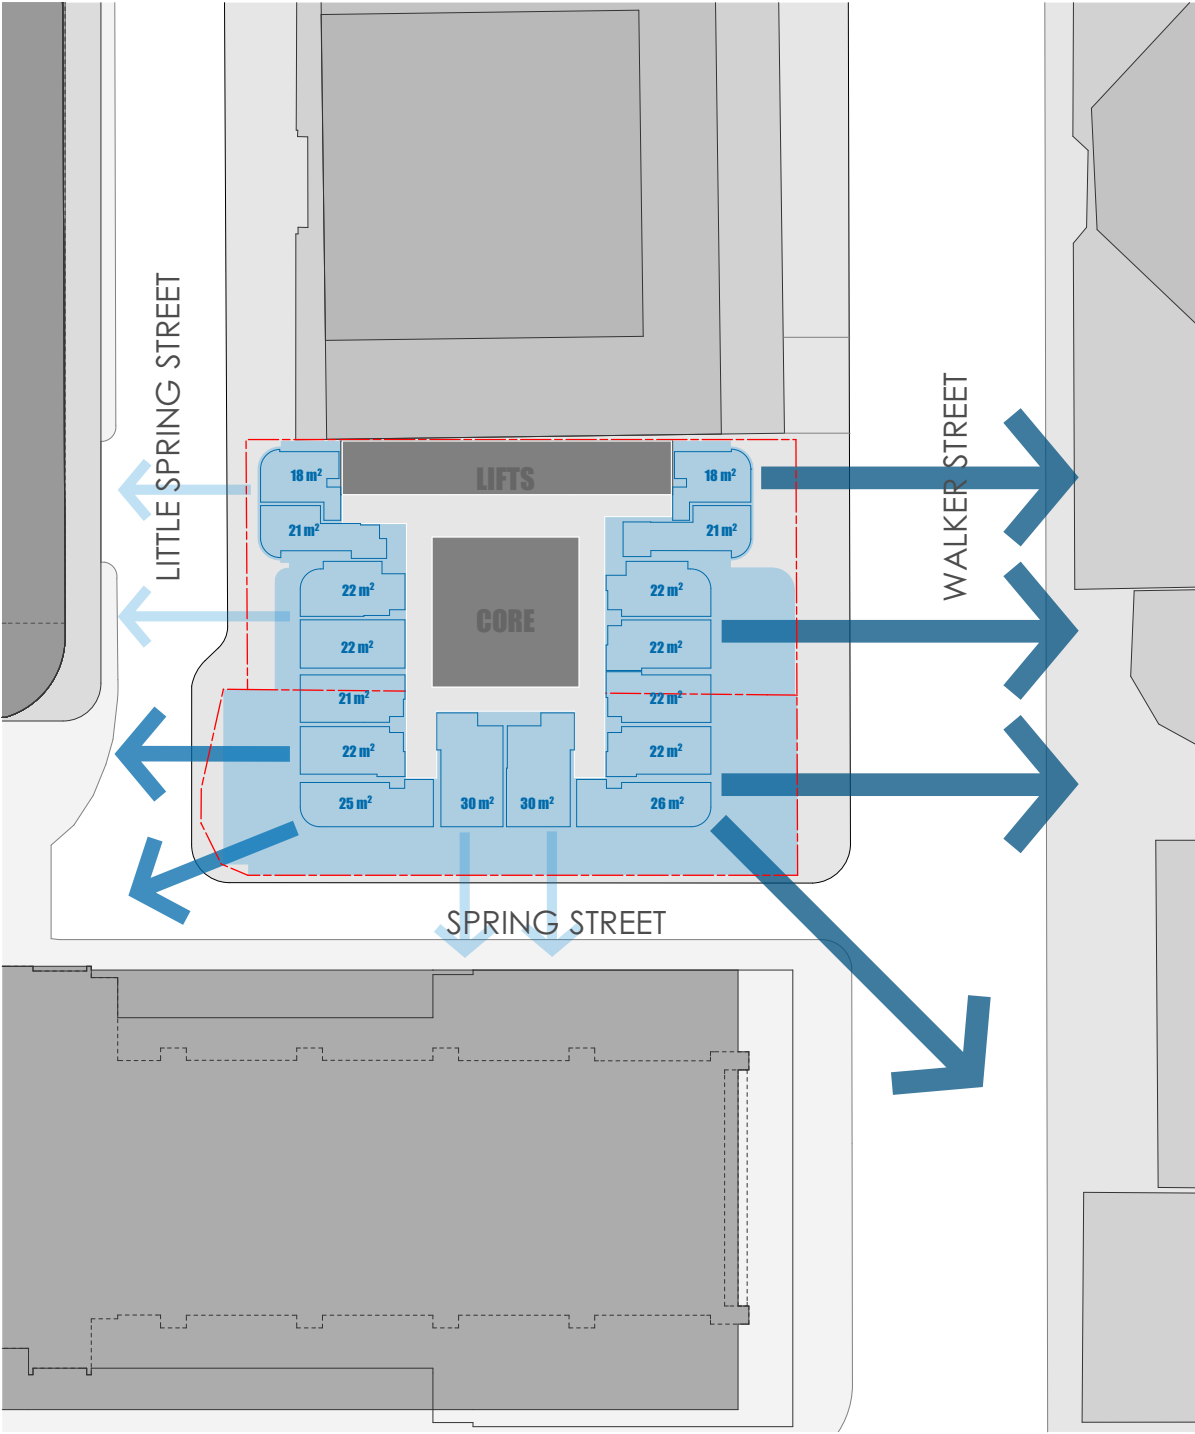 LITTLE SPRING STREET
WALKER STREET
LIFTS
18 m²
18 m²
21 m²
21 m²
22 m²
22 m²
CORE
22 m²
22 m²
21 m²
22 m²
22 m²
22 m²
25 m²
30 m²
30 m²
26 m²
SPRING STREET